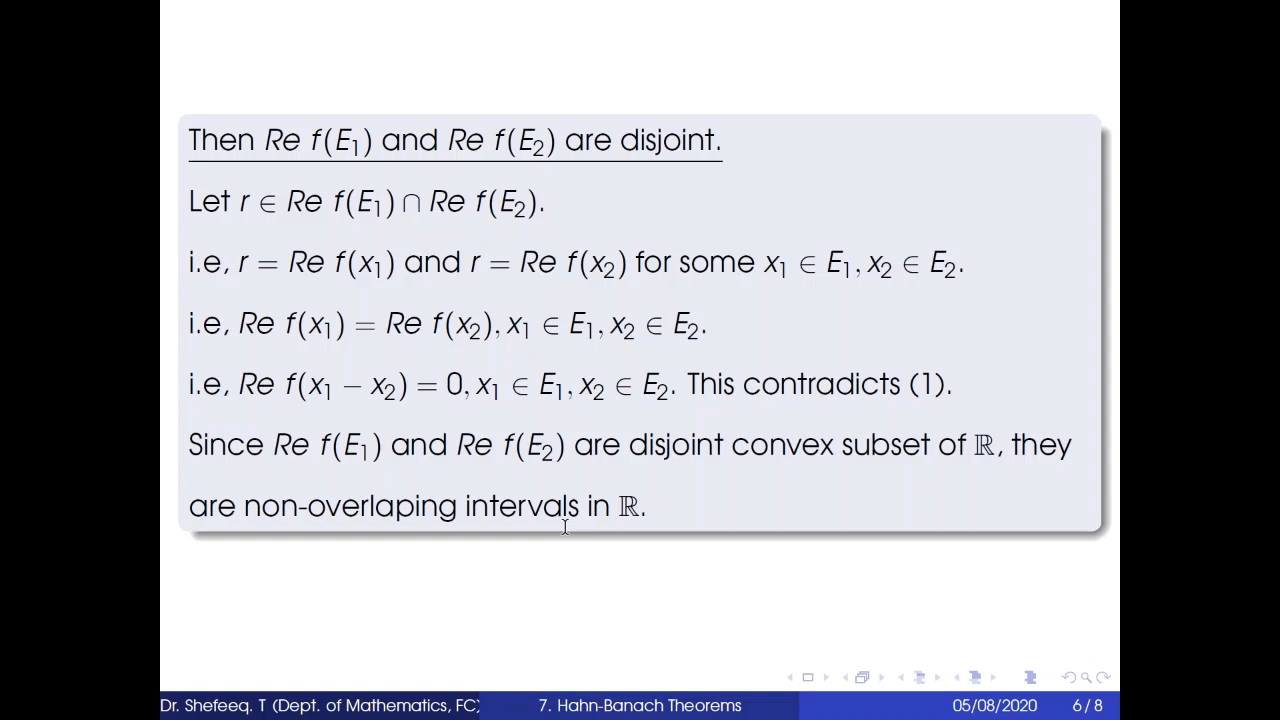 Then Re f(E₁) and Re f(E₂) are disjoint.
Let r ∈ Re f(E₁) ∩ Re f(E₂).
i.e, r = Re f(x₁) and r = Re f(x₂) for some x₁ ∈ E₁, x₂ ∈ E₂.
i.e, Re f(x₁) = Re f(x₂), x₁ ∈ E₁, x₂ ∈ E₂.
i.e, Re f(x₁ − x₂) = 0, x₁ ∈ E₁, x₂ ∈ E₂. This contradicts (1).
Since Re f(E₁) and Re f(E₂) are disjoint convex subset of ℝ, they
are non-overlaping intervals in ℝ.
Dr. Shefeeq. T (Dept. of Mathematics, FC) 7. Hahn-Banach Theorems 05/08/2020 6 / 8